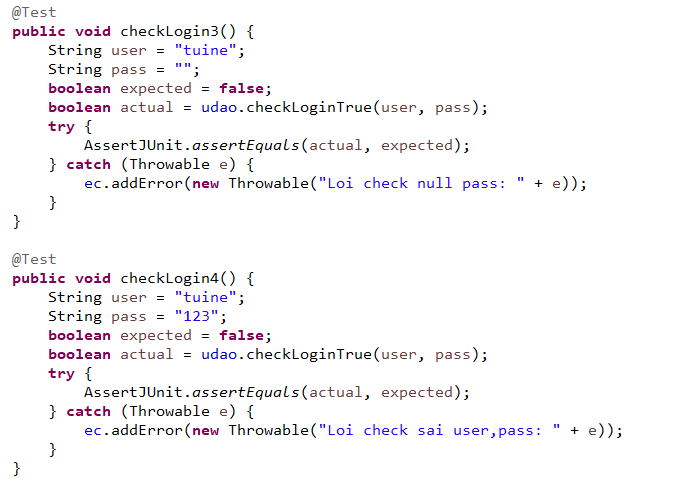 @Test
public void checkLogin3() {
    String user = "tuine";
    String pass = "";
    boolean expected = false;
    boolean actual = udao.checkLoginTrue(user, pass);
    try {
        AssertJUnit.assertEquals(actual, expected);
    } catch (Throwable e) {
        ec.addError(new Throwable("Loi check null pass: " + e));
    }
}
@Test
public void checkLogin4() {
    String user = "tuine";
    String pass = "123";
    boolean expected = false;
    boolean actual = udao.checkLoginTrue(user, pass);
    try {
        AssertJUnit.assertEquals(actual, expected);
    } catch (Throwable e) {
        ec.addError(new Throwable("Loi check sai user,pass: " + e));
    }
}